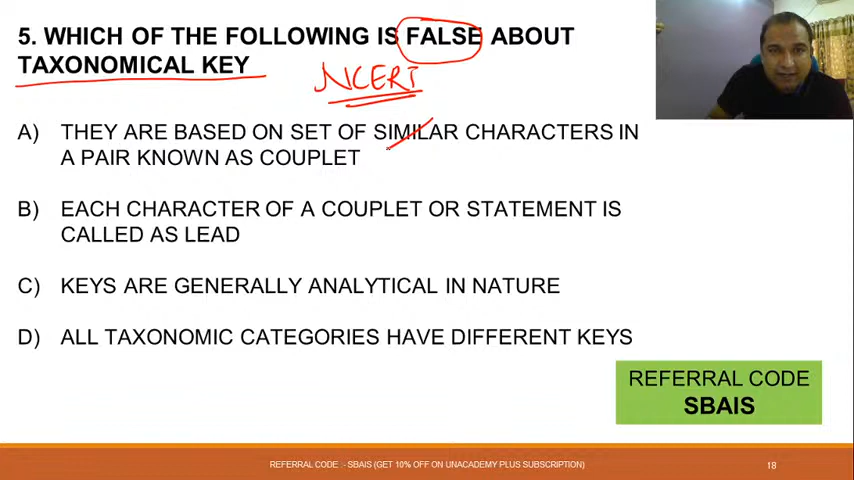 5. WHICH OF THE FOLLOWING IS FALSE ABOUT
TAXONOMICAL KEY
NCERT
A) THEY ARE BASED ON SET OF SIMILAR CHARACTERS IN
A PAIR KNOWN AS COUPLET
B) EACH CHARACTER OF A COUPLET OR STATEMENT IS
CALLED AS LEAD
C) KEYS ARE GENERALLY ANALYTICAL IN NATURE
D) ALL TAXONOMIC CATEGORIES HAVE DIFFERENT KEYS
REFERRAL CODE
SBAIS
REFERRAL CODE :- SBAIS (GET 10% OFF ON UNACADEMY PLUS SUBSCRIPTION)
18